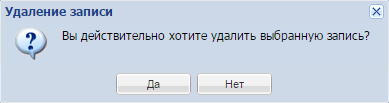 Удаление записи
Вы действительно хотите удалить выбранную запись?
Да
Нет